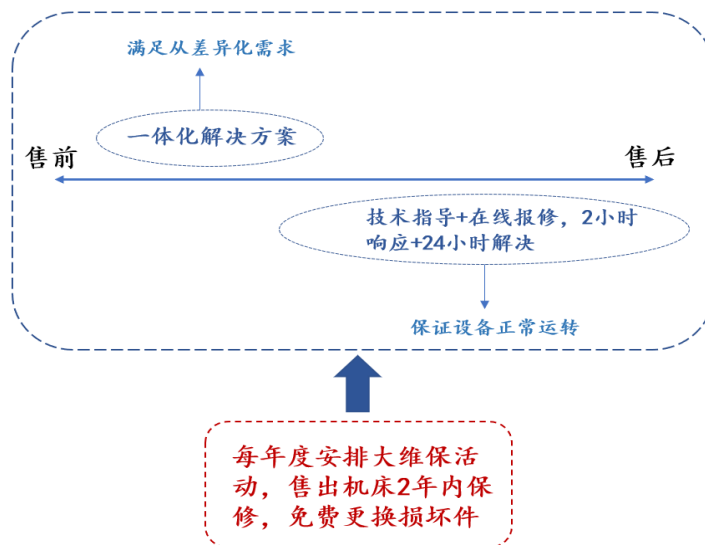 满足从差异化需求
一体化解决方案
售前
售后
技术指导+在线报修，2小时
响应+24小时解决
保证设备正常运转
每年度安排大维保活
动，售出机床2年内保
修，免费更换损坏件